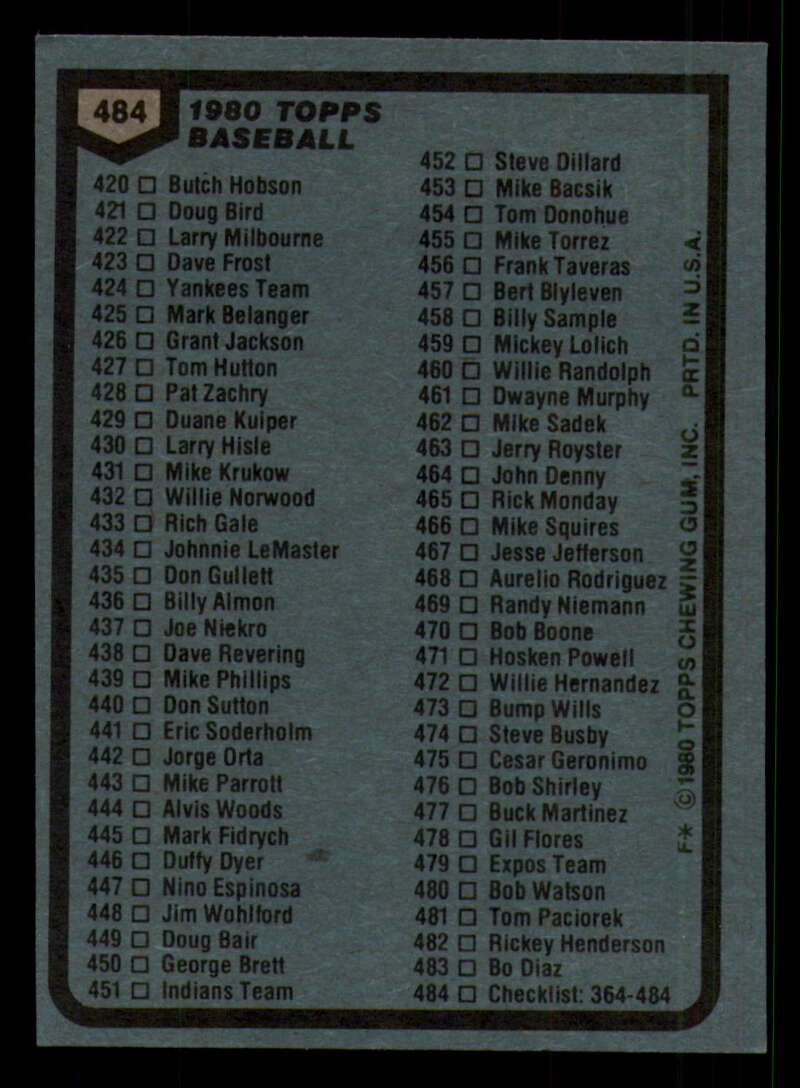 484
1980 TOPPS
BASEBALL
420 □ Butch Hobson
421 □ Doug Bird
422 □ Larry Milbourne
423 □ Dave Frost
424 □ Yankees Team
425 □ Mark Belanger
426 □ Grant Jackson
427 □ Tom Hutton
428 □ Pat Zachry
429 □ Duane Kuiper
430 □ Larry Hisle
431 □ Mike Krukow
432 □ Willie Norwood
433 □ Rich Gale
434 □ Johnnie LeMaster
435 □ Don Gullett
436 □ Billy Almon
437 □ Joe Niekro
438 □ Dave Revering
439 □ Mike Phillips
440 □ Don Sutton
441 □ Eric Soderholm
442 □ Jorge Orta
443 □ Mike Parrott
444 □ Alvis Woods
445 □ Mark Fidrych
446 □ Duffy Dyer
447 □ Nino Espinosa
448 □ Jim Wohlford
449 □ Doug Bair
450 □ George Brett
451 □ Indians Team
452 □ Steve Dillard
453 □ Mike Bacsik
454 □ Tom Donohue
455 □ Mike Torrez
456 □ Frank Taveras
457 □ Bert Blyleven
458 □ Billy Sample
459 □ Mickey Lolich
460 □ Willie Randolph
461 □ Dwayne Murphy
462 □ Mike Sadek
463 □ Jerry Royster
464 □ John Denny
465 □ Rick Monday
466 □ Mike Squires
467 □ Jesse Jefferson
468 □ Aurelio Rodriguez
469 □ Randy Niemann
470 □ Bob Boone
471 □ Hosken Powell
472 □ Willie Hernandez
473 □ Bump Wills
474 □ Steve Busby
475 □ Cesar Geronimo
476 □ Bob Shirley
477 □ Buck Martinez
478 □ Gil Flores
479 □ Expos Team
480 □ Bob Watson
481 □ Tom Paciorek
482 □ Rickey Henderson
483 □ Bo Diaz
484 □ Checklist: 364-484
F* © 1980 TOPPS CHEWING GUM, INC. PRTD. IN U.S.A.